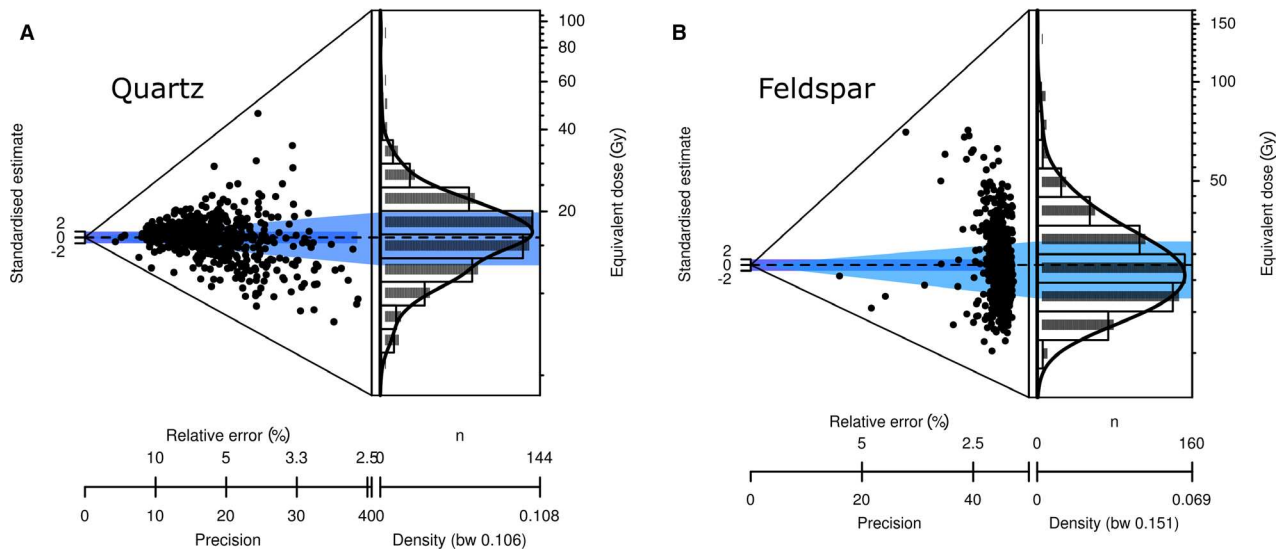 A
Quartz
Standardised estimate
2
0
-2
100
80
60
40
20
Equivalent dose (Gy)
Relative error (%)
n
10
5
3.3
2.5
0
144
0
10
20
30
40
0
0.108
Precision
Density (bw 0.106)
B
Feldspar
Standardised estimate
2
0
-2
150
100
50
Equivalent dose (Gy)
Relative error (%)
n
5
2.5
0
160
0
20
40
0
0.069
Precision
Density (bw 0.151)